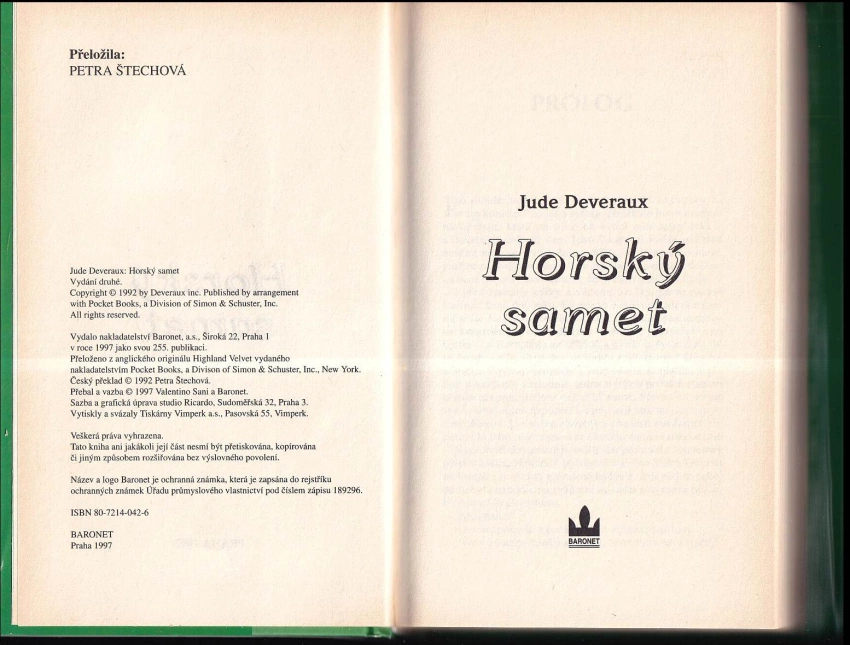 Přeložila:
PETRA ŠTECHOVÁ
Jude Deveraux: Horský samet
Vydání druhé.
Copyright © 1992 by Deveraux inc. Published by arrangement
with Pocket Books, a Division of Simon & Schuster, Inc.
All rights reserved.
Vydalo nakladatelství Baronet, a.s., Široká 22, Praha 1
v roce 1997 jako svou 255. publikaci.
Přeloženo z anglického originálu Highland Velvet vydaného
nakladatelstvím Pocket Books, a Divison of Simon & Schuster, Inc., New York.
Český překlad © 1992 Petra Štechová.
Přebal a vazba © 1997 Valentino Sani a Baronet.
Sazba a grafická úprava studio Ricardo, Sudoměřská 32, Praha 3.
Vytiskly a svázaly Tiskárny Vimperk a.s., Pasovská 55, Vimperk.
Veškerá práva vyhrazena.
Tato kniha ani jakákoli její část nesmí být přetiskována, kopírována
či jiným způsobem rozšiřována bez výslovného povolení.
Název a logo Baronet je ochranná známka, která je zapsána do rejstříku
ochranných známek Úřadu průmyslového vlastnictví pod číslem zápisu 189296.
ISBN 80-7214-042-6
BARONET
Praha 1997
PROLOG
Jude Deveraux
Horský
samet
BARONET